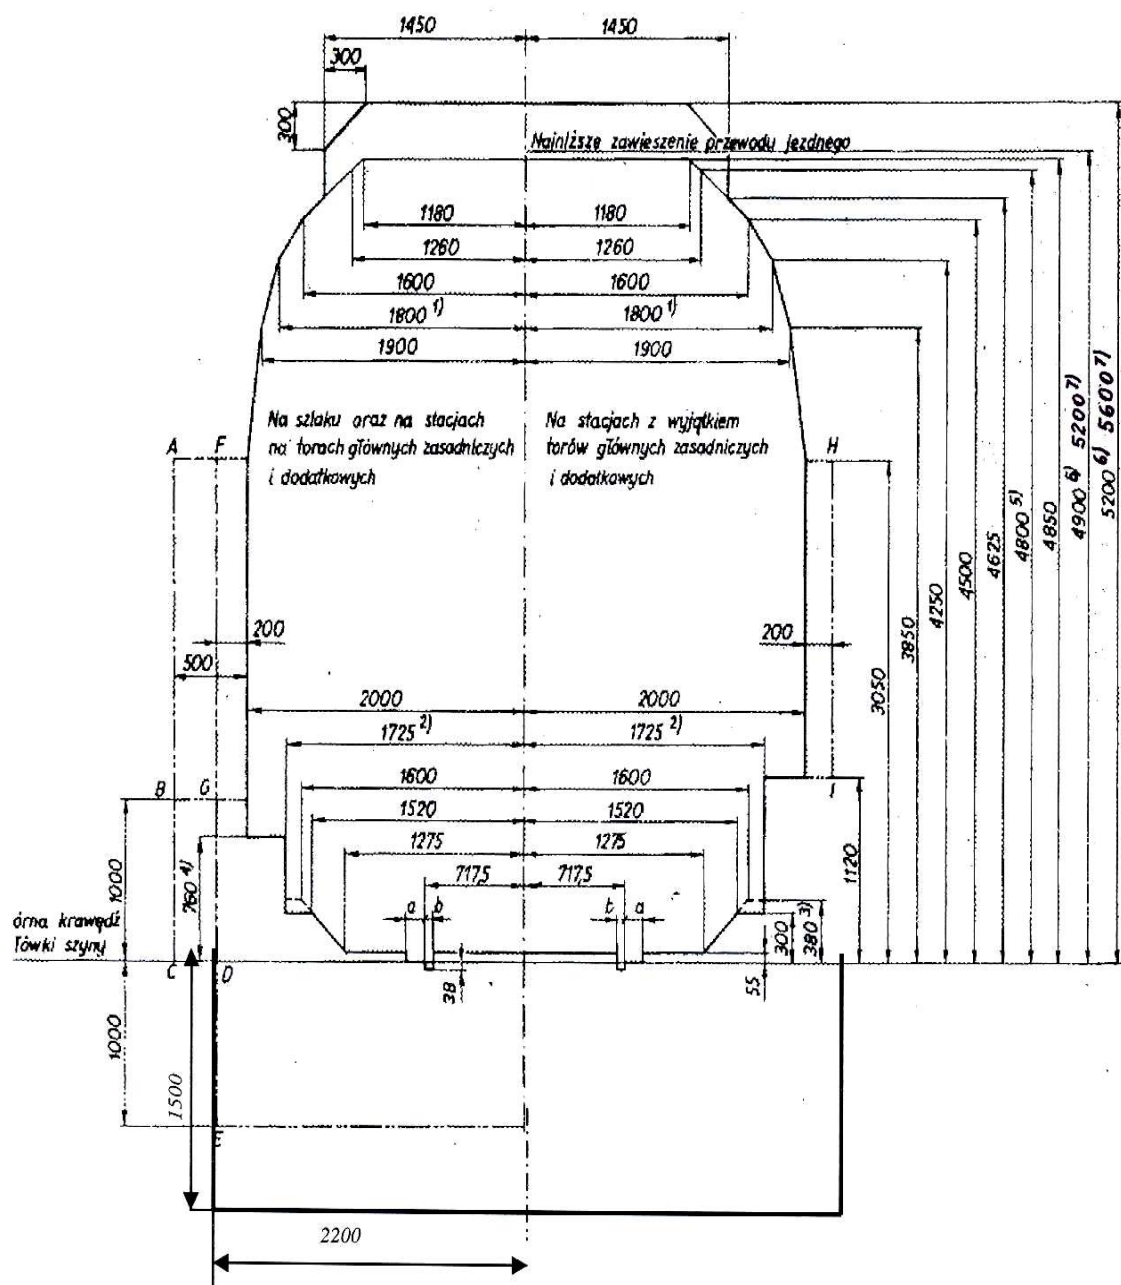 1450 1450
300
300
Najniższe zawieszenie przewodu jezdnego
1180 1180
1260 1260
1600 1600
1800 1) 1800 1)
1900 1900
Na szlaku oraz na stacjach
na torach głównych zasadniczych
i dodatkowych
Na stacjach z wyjątkiem
torów głównych zasadniczych
i dodatkowych
A F H
200 200
500
2000 2000
1725 2) 1725 2)
B G I
1600 1600
1520 1520
1275 1275
717,5 717,5
a b b a
1000
760 4)
órna krawędź
łówki szyny
C D
38
55
300
380 3)
1120
3050
3850
4250
4500
4625
4800 5)
4850
4900 6) 5200 7)
5200 6) 5600 7)
1000
1500
E
2200